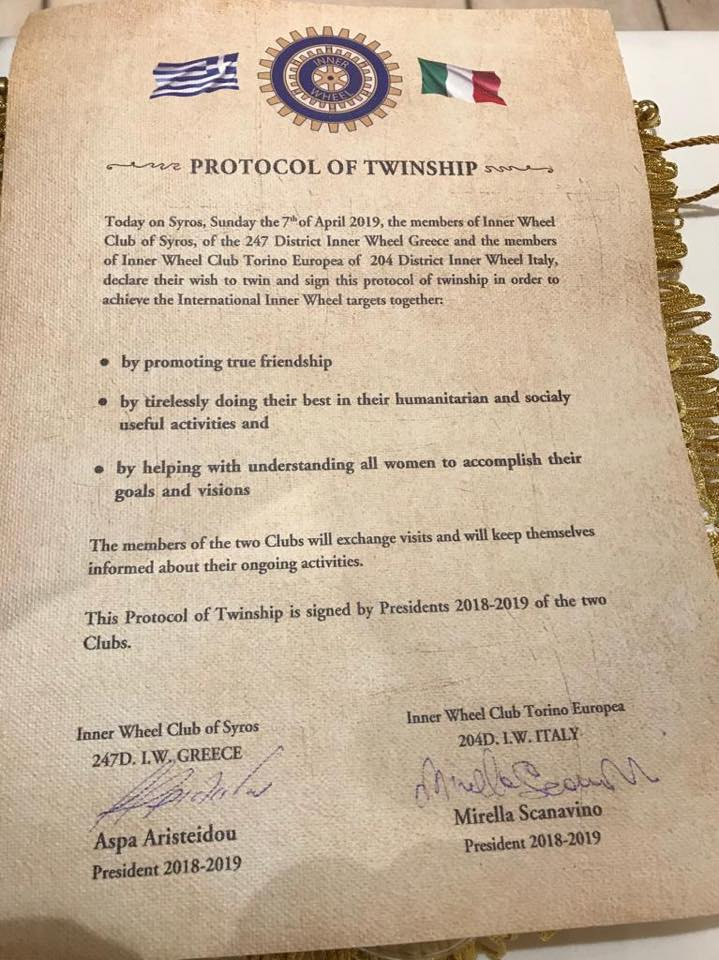 INNER
WHEEL
PROTOCOL OF TWINSHIP
Today on Syros, Sunday the 7th of April 2019, the members of Inner Wheel
Club of Syros, of the 247 District Inner Wheel Greece and the members
of Inner Wheel Club Torino Europea of 204 District Inner Wheel Italy,
declare their wish to twin and sign this protocol of twinship in order to
achieve the International Inner Wheel targets together:
• by promoting true friendship
• by tirelessly doing their best in their humanitarian and socialy
useful activities and
• by helping with understanding all women to accomplish their
goals and visions
The members of the two Clubs will exchange visits and will keep themselves
informed about their ongoing activities.
This Protocol of Twinship is signed by Presidents 2018-2019 of the two
Clubs.
Inner Wheel Club of Syros
247D. I.W. GREECE
Aspa Aristeidou
President 2018-2019
Inner Wheel Club Torino Europea
204D. I.W. ITALY
Mirella Scanavino
President 2018-2019